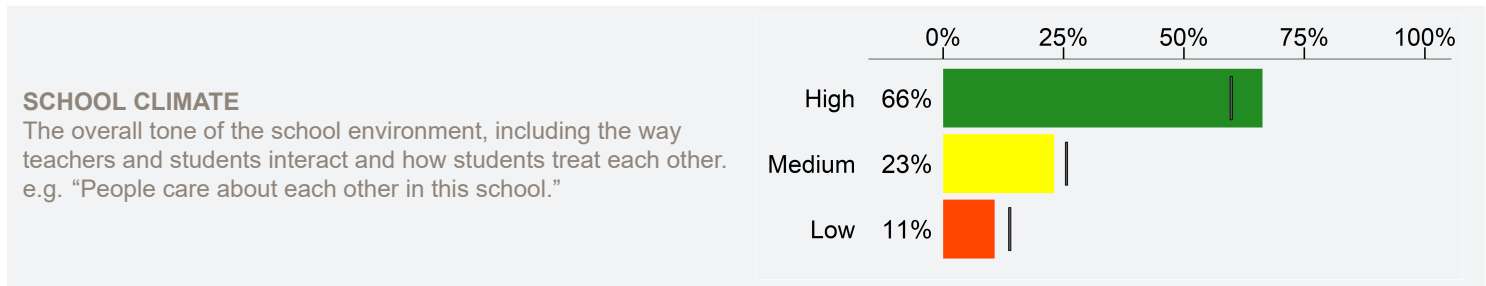 SCHOOL CLIMATE
The overall tone of the school environment, including the way
teachers and students interact and how students treat each other.
e.g. “People care about each other in this school.”
0% 25% 50% 75% 100%
High 66%
Medium 23%
Low 11%